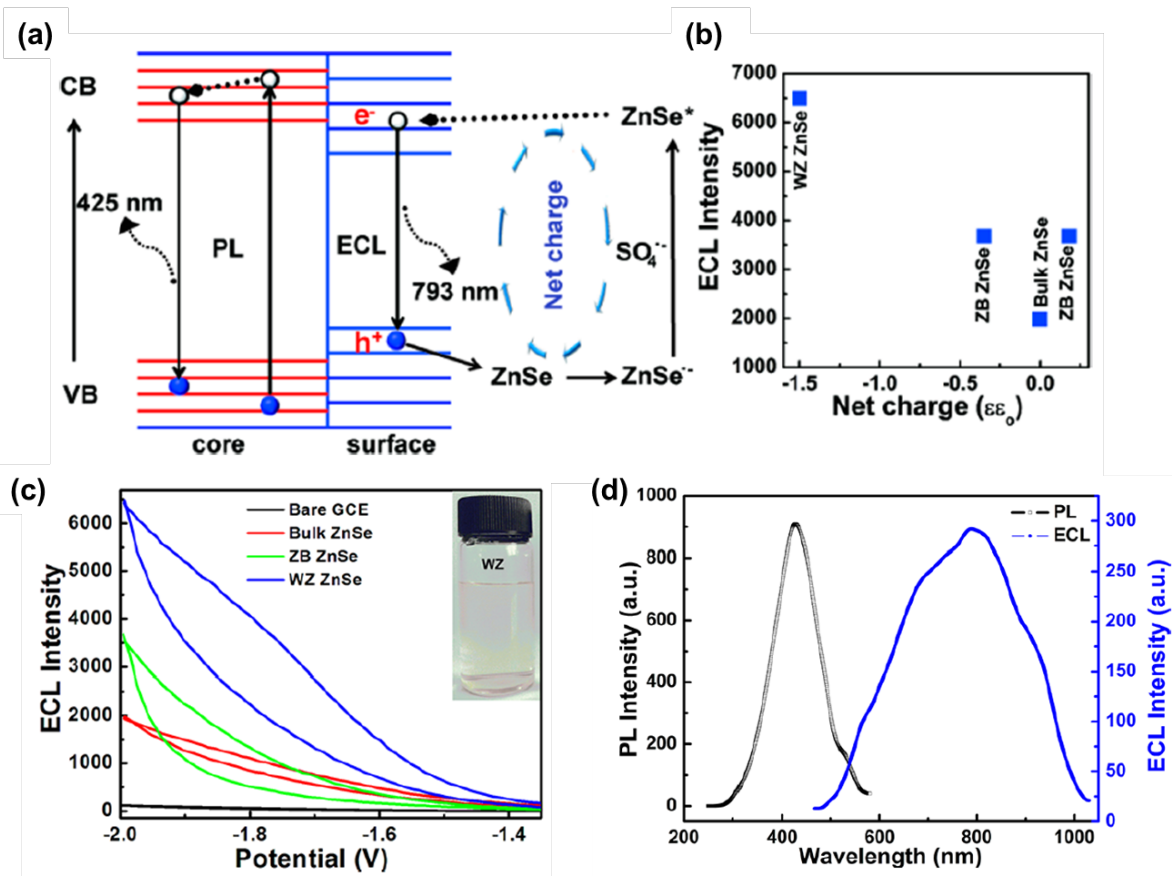 (a)
CB
e-
ZnSe*
425 nm
PL
ECL
793 nm
Net charge
SO₄·-
h+
ZnSe
ZnSe·-
VB
core
surface
(b)
7000
6000
5000
4000
3000
2000
1000
ECL Intensity
WZ ZnSe
ZB ZnSe
Bulk ZnSe
ZB ZnSe
-1.5
-1.0
-0.5
0.0
Net charge (εεo)
(c)
6000
5000
4000
3000
2000
1000
0
ECL Intensity
Bare GCE
Bulk ZnSe
ZB ZnSe
WZ ZnSe
WZ
-2.0
-1.8
-1.6
-1.4
Potential (V)
(d)
1000
800
600
400
200
0
PL Intensity (a.u.)
PL
ECL
300
250
200
150
100
50
0
ECL Intensity (a.u.)
200
400
600
800
1000
Wavelength (nm)